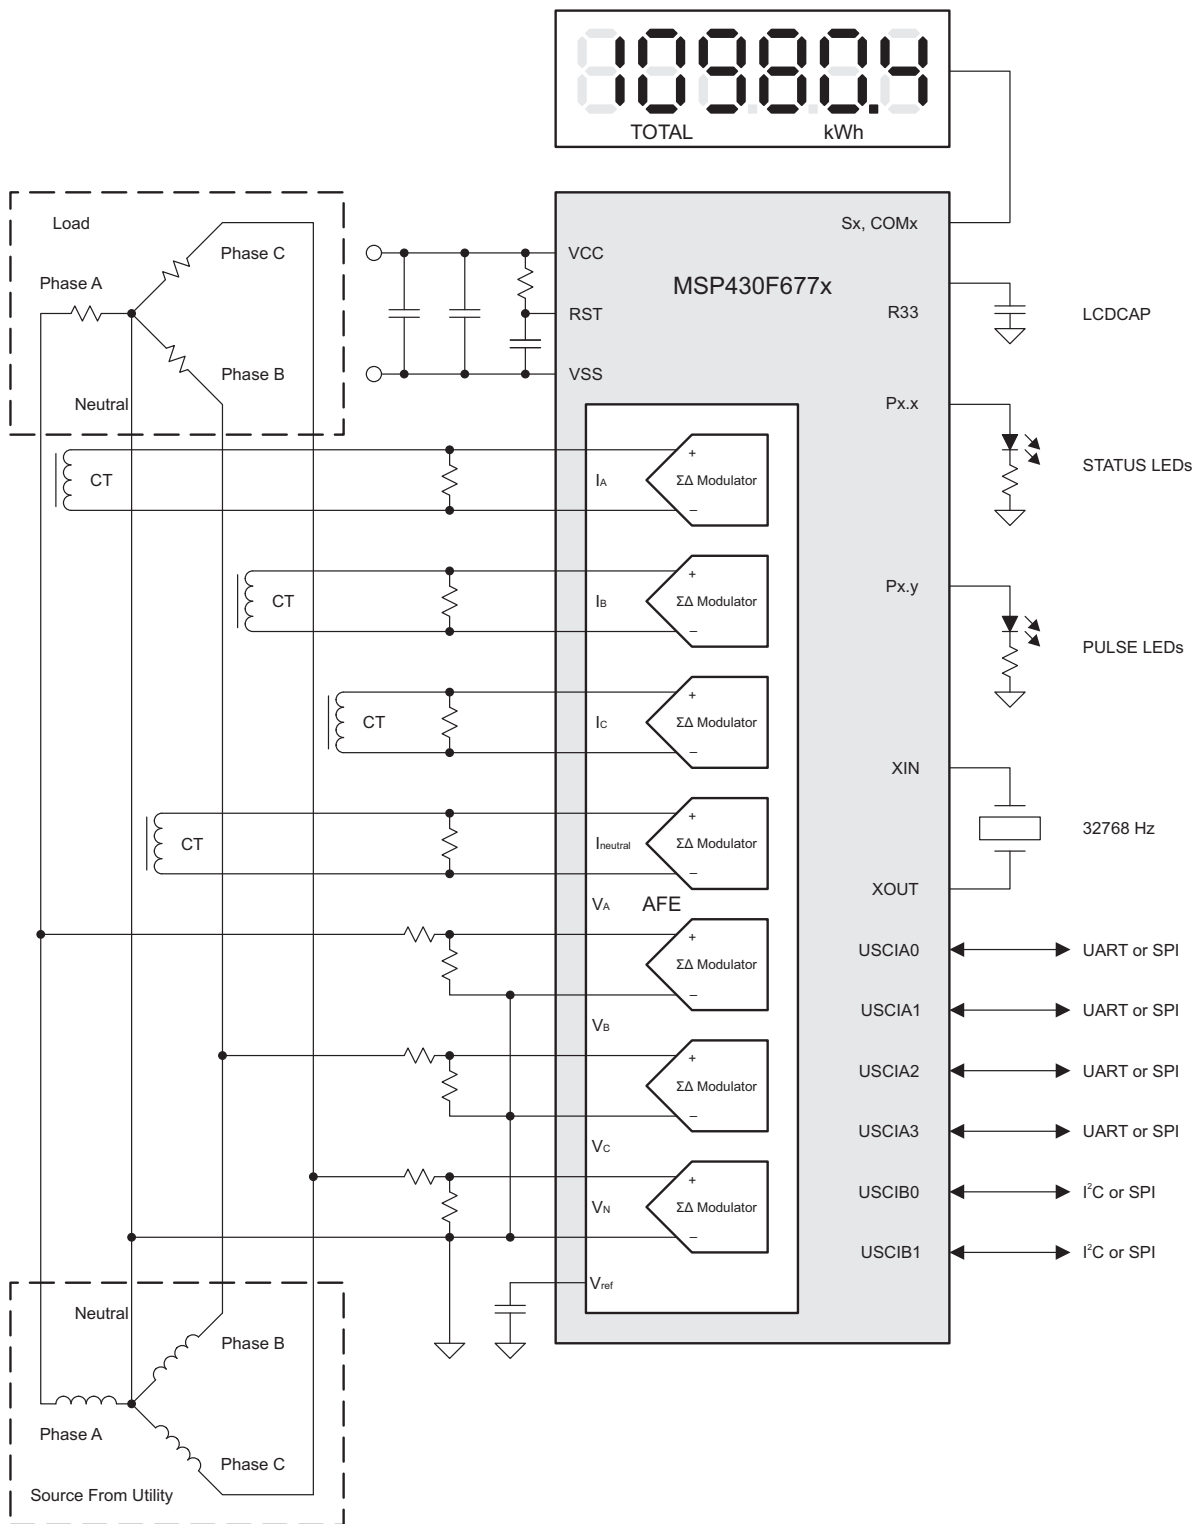 10980.4
TOTAL kWh
Load
Phase C
Phase A
Phase B
Neutral
VCC
RST
VSS
MSP430F677x
Sx, COMx
R33
LCDCAP
Px.x
STATUS LEDs
CT
IA
+
ΣΔ Modulator
–
CT
IB
+
ΣΔ Modulator
–
Px.y
PULSE LEDs
CT
IC
+
ΣΔ Modulator
–
XIN
32768 Hz
XOUT
CT
Ineutral
+
ΣΔ Modulator
–
VA
AFE
+
ΣΔ Modulator
–
USCIA0
UART or SPI
USCIA1
UART or SPI
VB
+
ΣΔ Modulator
–
USCIA2
UART or SPI
USCIA3
UART or SPI
VC
+
VN
ΣΔ Modulator
–
USCIB0
I²C or SPI
USCIB1
I²C or SPI
Vref
Neutral
Phase B
Phase A
Phase C
Source From Utility